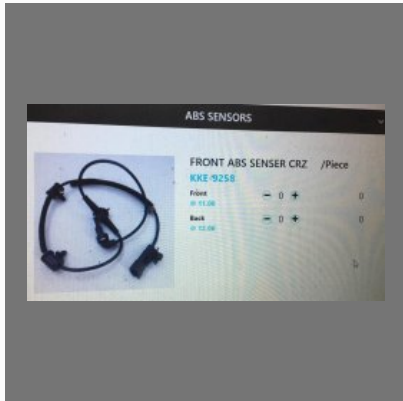 ABS SENSORS
FRONT ABS SENSER CRZ /Piece
KKE-9258
Front
0
0
Back
0
0